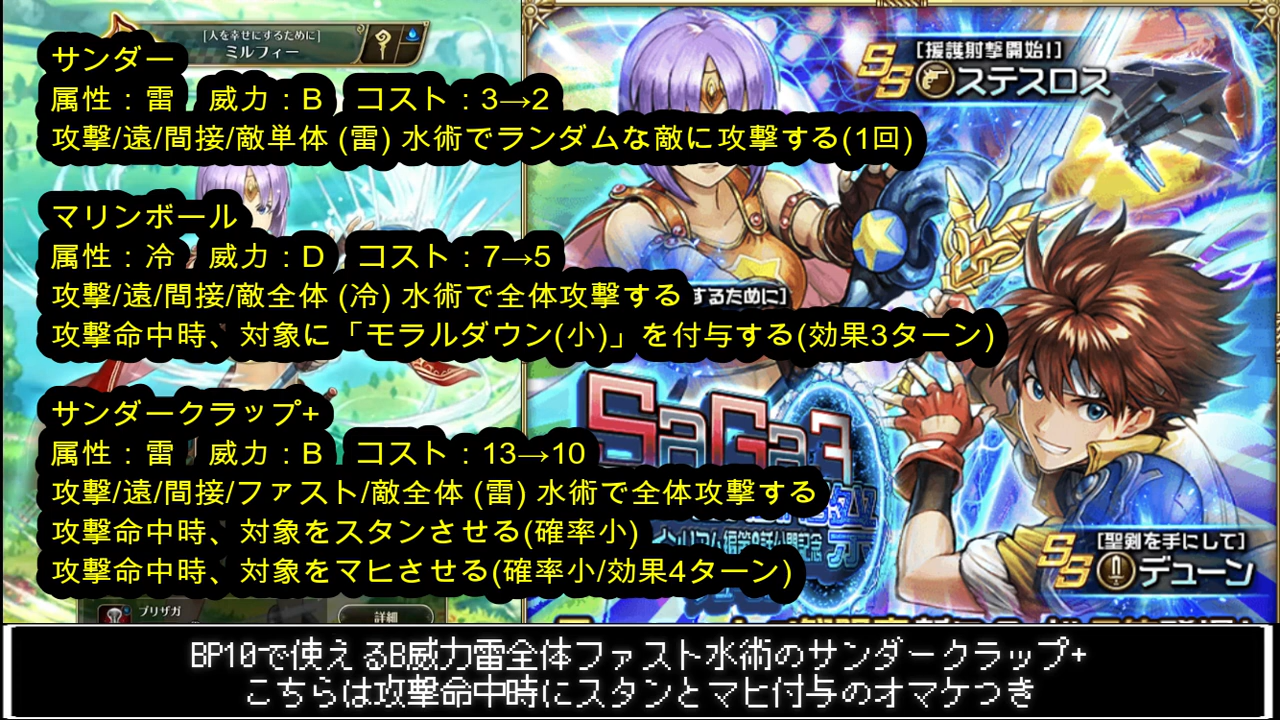 [人を幸せにするために]
ミルフィー
サンダー
属性：雷　威力：B　コスト：3→2
攻撃/遠/間接/敵単体 (雷) 水術でランダムな敵に攻撃する(1回)
マリンボール
属性：冷　威力：D　コスト：7→5
攻撃/遠/間接/敵全体 (冷) 水術で全体攻撃する
攻撃命中時、対象に「モラルダウン(小)」を付与する(効果3ターン)
サンダークラップ+
属性：雷　威力：B　コスト：13→10
攻撃/遠/間接/ファスト/敵全体 (雷) 水術で全体攻撃する
攻撃命中時、対象をスタンさせる(確率小)
攻撃命中時、対象をマヒさせる(確率小/効果4ターン)
SS [援護射撃開始!]
ステスロス
するために]
SaGa3
SS [聖剣を手にして]
デューン
ブリザガ
詳細
BP10で使えるB威力雷全体ファスト水術のサンダークラップ+
こちらは攻撃命中時にスタンとマヒ付与のオマケつき